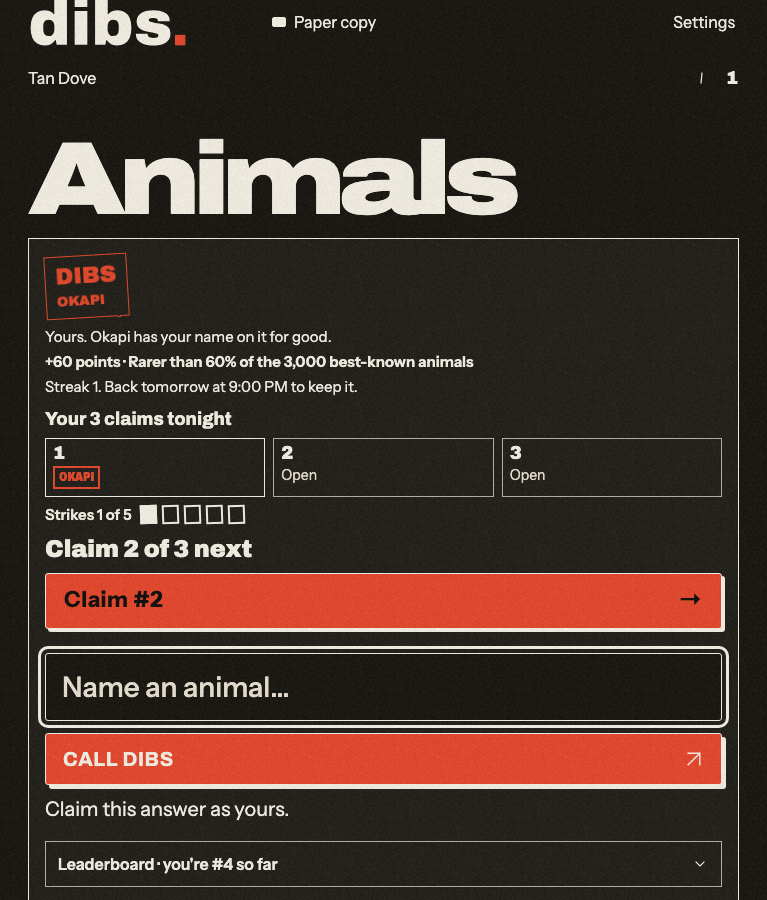 dibs.
Paper copy
Settings
Tan Dove
/ 1
Animals
DIBS
OKAPI
Yours. Okapi has your name on it for good.
+60 points · Rarer than 60% of the 3,000 best-known animals
Streak 1. Back tomorrow at 9:00 PM to keep it.
Your 3 claims tonight
1
OKAPI
2
Open
3
Open
Strikes 1 of 5
Claim 2 of 3 next
Claim #2 →
Name an animal...
CALL DIBS
Claim this answer as yours.
Leaderboard · you're #4 so far